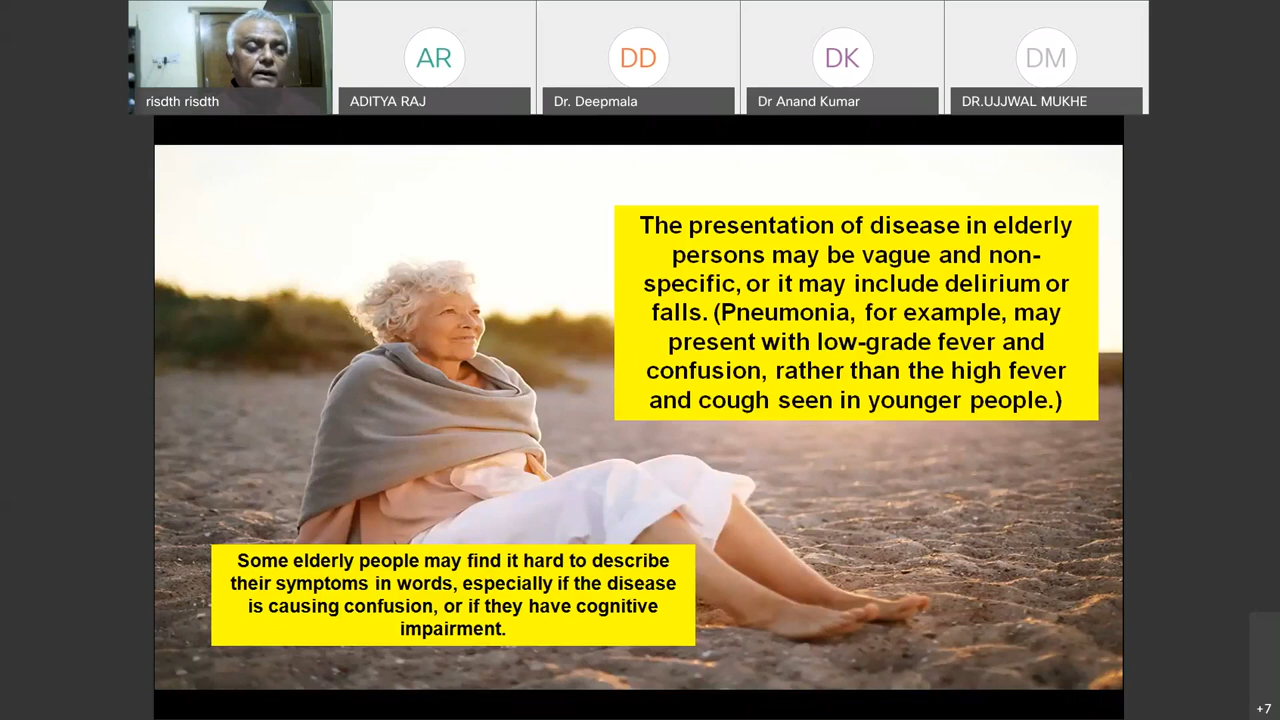 AR
DD
DK
DM
risdth risdth
ADITYA RAJ
Dr. Deepmala
Dr Anand Kumar
DR.UJJWAL MUKHE
The presentation of disease in elderly
persons may be vague and non-
specific, or it may include delirium or
falls. (Pneumonia, for example, may
present with low-grade fever and
confusion, rather than the high fever
and cough seen in younger people.)
Some elderly people may find it hard to describe
their symptoms in words, especially if the disease
is causing confusion, or if they have cognitive
impairment.
+7